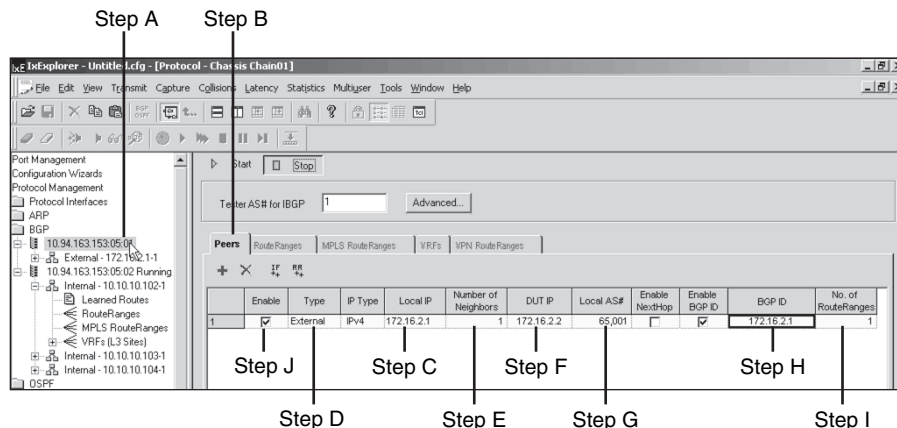 Step A Step B
IxE IxExplorer - Untitled.cfg - [Protocol - Chassis Chain01]
File Edit View Transmit Capture Collisions Latency Statistics Multiuser Tools Window Help
Port Management
Configuration Wizards
Protocol Management
Protocol Interfaces
ARP
BGP
10.94.163.153:05:01
External - 172.16.2.1-1
10.94.163.153:05:02 Running
Internal - 10.10.10.102-1
Learned Routes
RouteRanges
MPLS RouteRanges
VRFs (L3 Sites)
Internal - 10.10.10.103-1
Internal - 10.10.10.104-1
OSPF
Start Stop
Tester AS# for IBGP 1 Advanced...
Peers RouteRanges MPLS RouteRanges VRFs VPN RouteRanges
Enable Type IP Type Local IP Number of Neighbors DUT IP Local AS# Enable NextHop Enable BGP ID BGP ID No. of RouteRanges
1 External IPv4 172.16.2.1 1 172.16.2.2 65,001 172.16.2.1 1
Step J Step C Step F Step H
Step D Step E Step G Step I